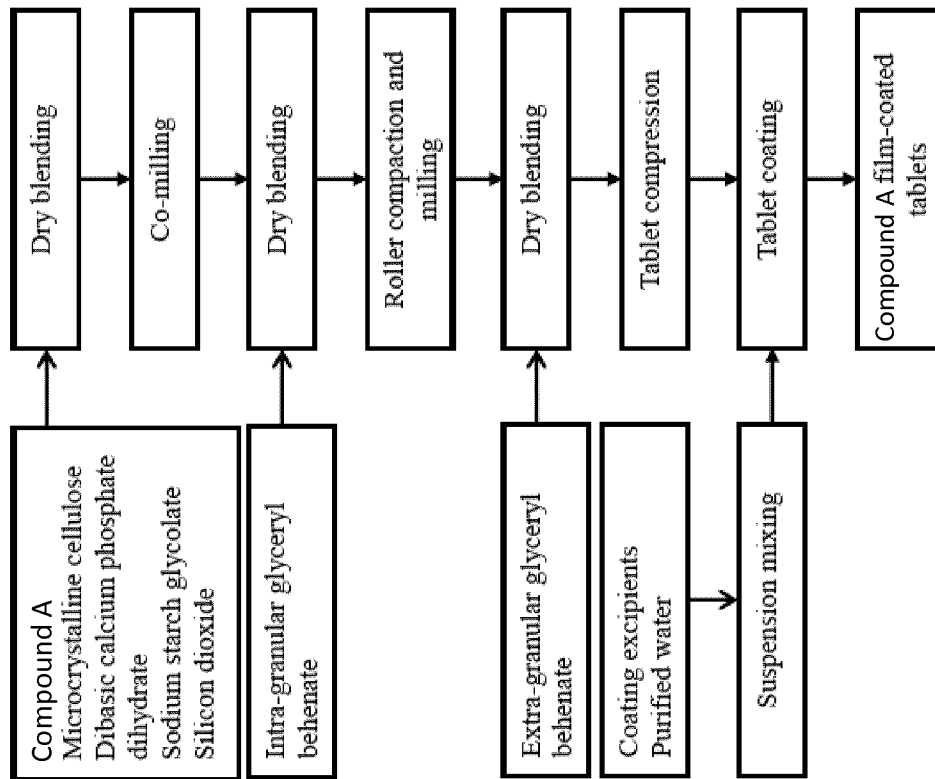 Compound A
Microcrystalline cellulose
Dibasic calcium phosphate
dihydrate
Sodium starch glycolate
Silicon dioxide
Dry blending
Co-milling
Intra-granular glyceryl
behenate
Dry blending
Roller compaction and
milling
Extra-granular glyceryl
behenate
Dry blending
Coating excipients
Purified water
Tablet compression
Suspension mixing
Tablet coating
Compound A film-coated
tablets